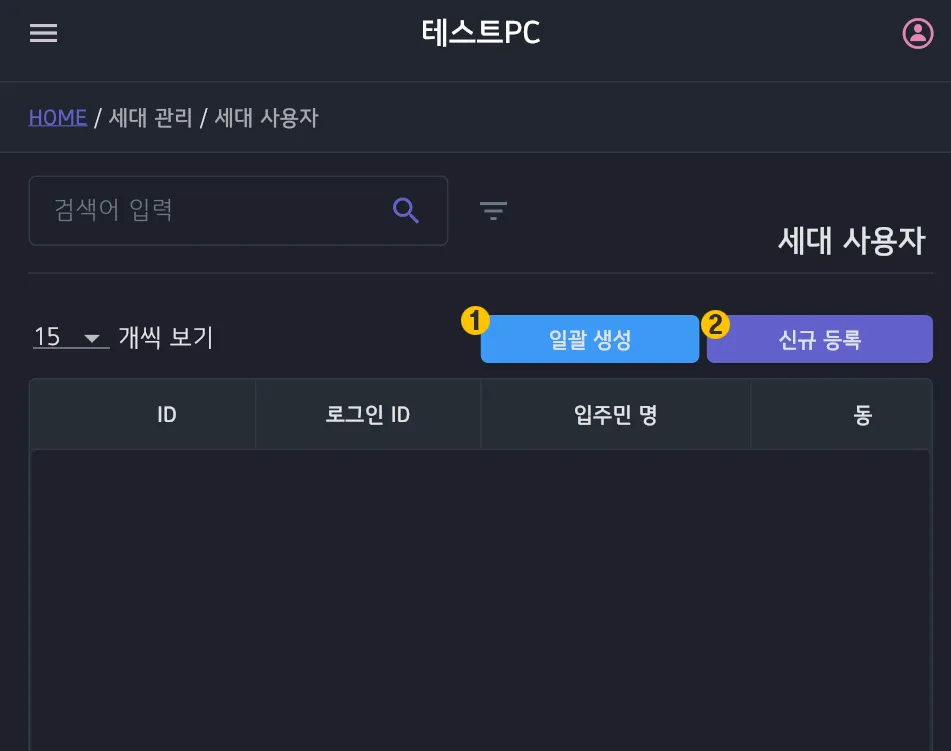 테스트PC
HOME / 세대 관리 / 세대 사용자
검색어 입력
세대 사용자
15 개씩 보기
1 일괄 생성 2 신규 등록
ID 로그인 ID 입주민 명 동